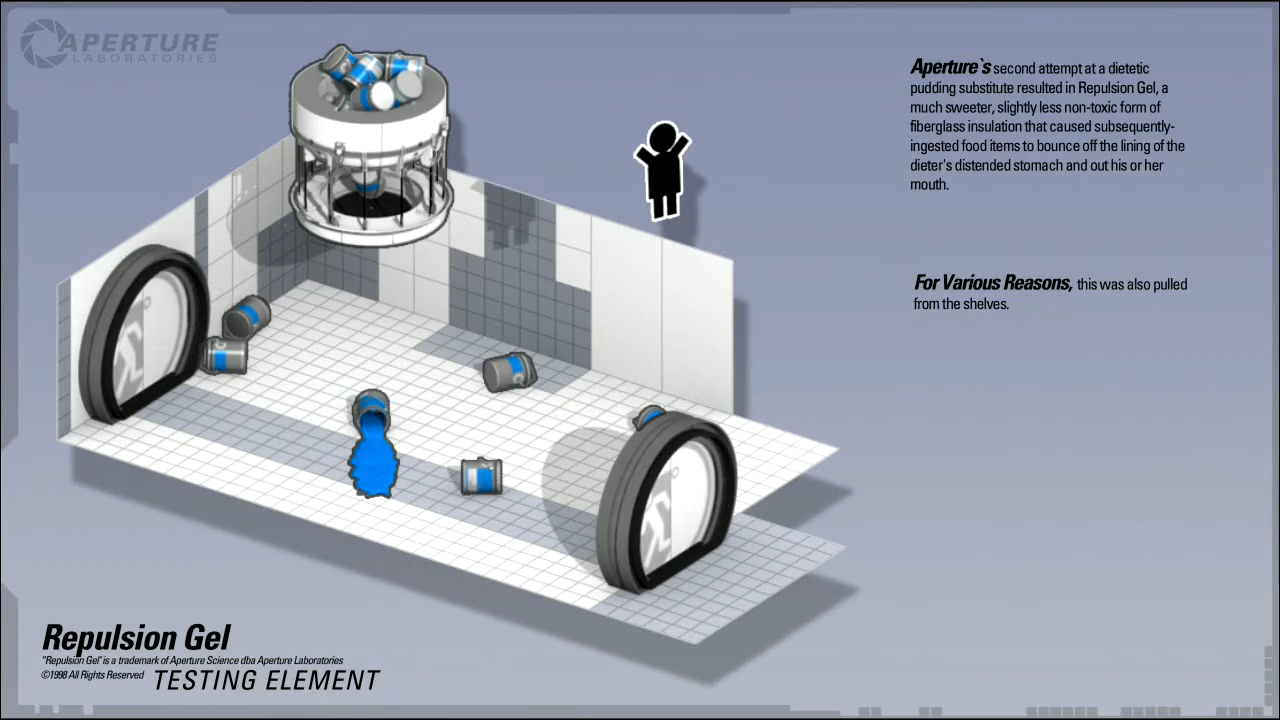 APERTURE
LABORATORIES
Aperture`s second attempt at a dietetic
pudding substitute resulted in Repulsion Gel, a
much sweeter, slightly less non-toxic form of
fiberglass insulation that caused subsequently-
ingested food items to bounce off the lining of the
dieter's distended stomach and out his or her
mouth.
For Various Reasons, this was also pulled
from the shelves.
Repulsion Gel
"Repulsion Gel" is a trademark of Aperture Science dba Aperture Laboratories
©1998 All Rights Reserved TESTING ELEMENT